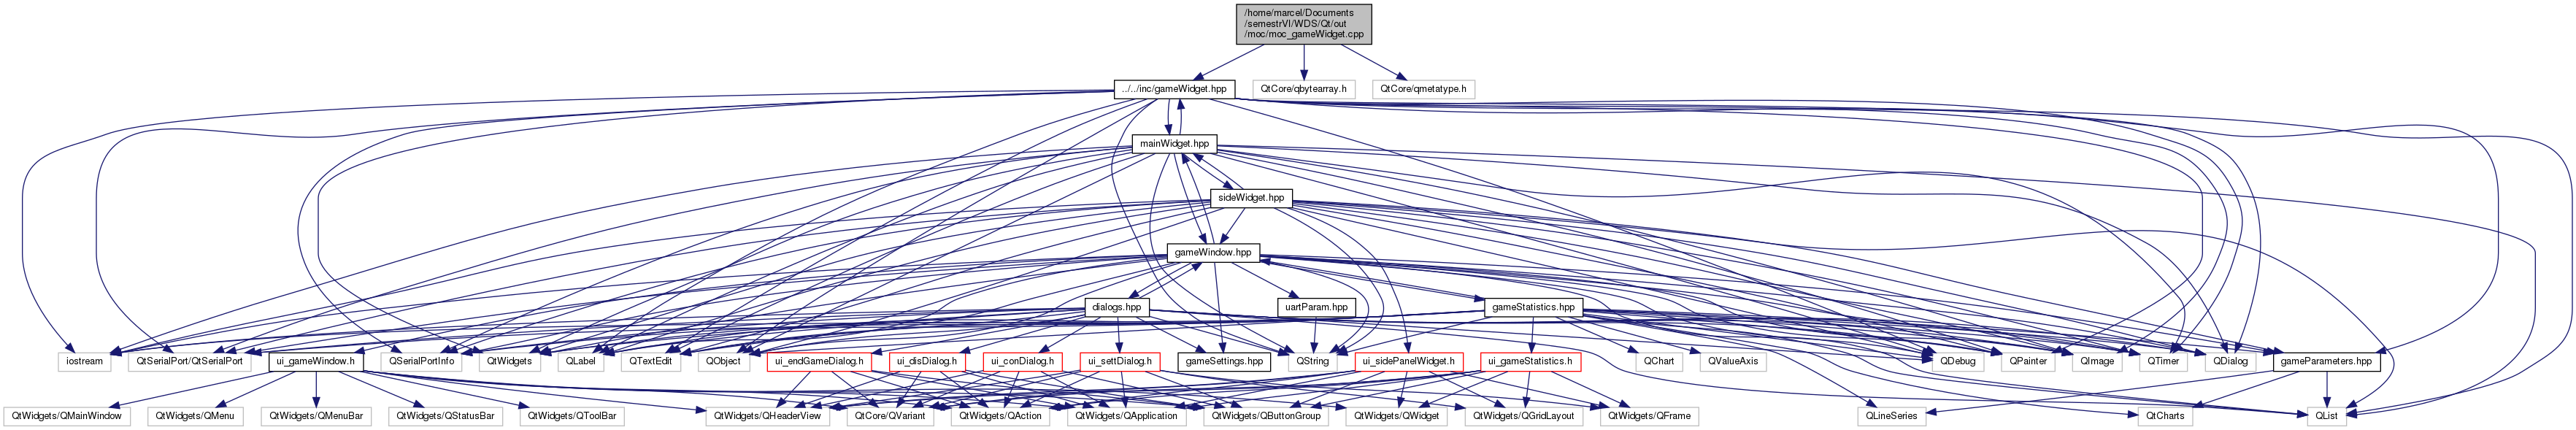 /home/marcel/Documents
/semestrVI/WDS/Qt/out
/moc/moc_gameWidget.cpp
../../inc/gameWidget.hpp
QtCore/qbytearray.h
QtCore/qmetatype.h
mainWidget.hpp
sideWidget.hpp
gameWindow.hpp
dialogs.hpp
uartParam.hpp
gameStatistics.hpp
iostream
QtSerialPort/QtSerialPort
ui_gameWindow.h
QSerialPortInfo
QtWidgets
QLabel
QTextEdit
QObject
ui_endGameDialog.h
ui_disDialog.h
ui_conDialog.h
ui_settDialog.h
gameSettings.hpp
QString
ui_sidePanelWidget.h
ui_gameStatistics.h
QChart
QValueAxis
QDebug
QPainter
QImage
QTimer
QDialog
gameParameters.hpp
QtWidgets/QMainWindow
QtWidgets/QMenu
QtWidgets/QMenuBar
QtWidgets/QStatusBar
QtWidgets/QToolBar
QtWidgets/QHeaderView
QtCore/QVariant
QtWidgets/QAction
QtWidgets/QApplication
QtWidgets/QButtonGroup
QtWidgets/QWidget
QtWidgets/QGridLayout
QtWidgets/QFrame
QLineSeries
QtCharts
QList